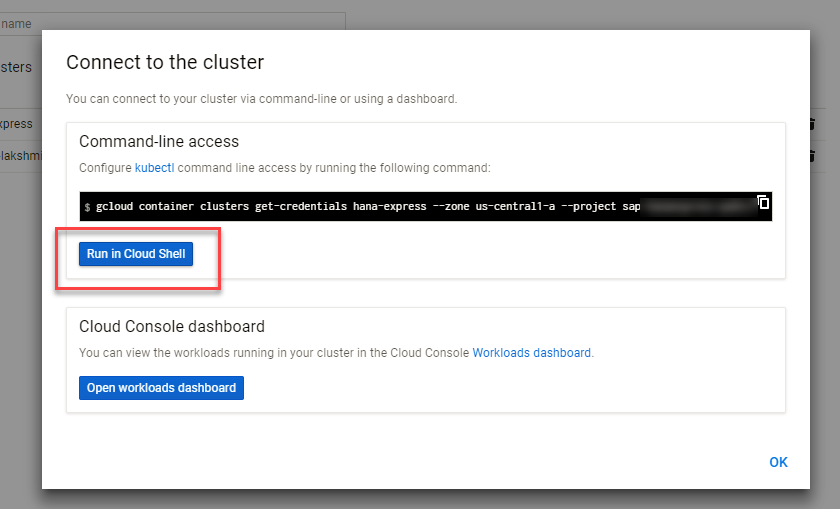 name
sters
xpress
lakshmi
Connect to the cluster
You can connect to your cluster via command-line or using a dashboard.
Command-line access
Configure kubectl command line access by running the following command:
$ gcloud container clusters get-credentials hana-express --zone us-central1-a --project sap
Run in Cloud Shell
Cloud Console dashboard
You can view the workloads running in your cluster in the Cloud Console Workloads dashboard.
Open workloads dashboard
OK